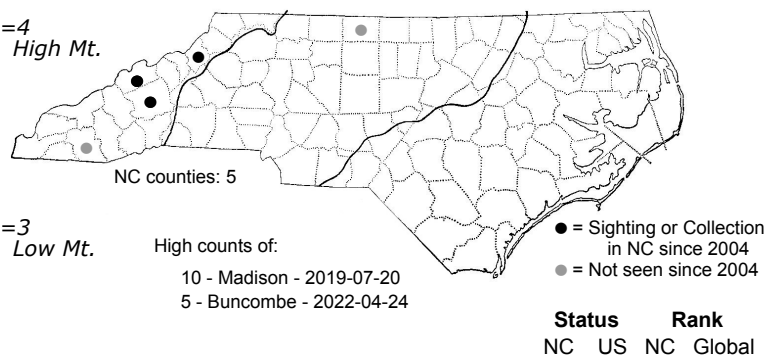 =4
High Mt.
NC counties: 5
=3
Low Mt.
High counts of:
10 - Madison - 2019-07-20
5 - Buncombe - 2022-04-24
● = Sighting or Collection
in NC since 2004
● = Not seen since 2004
Status Rank
NC US NC Global